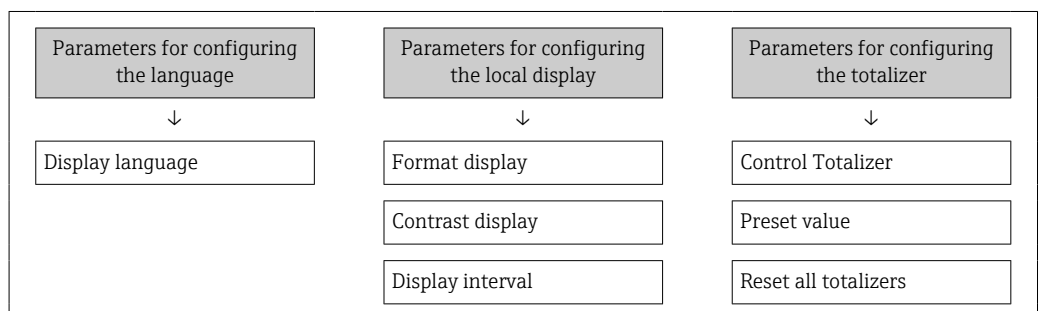 Parameters for configuring
the language
↓
Display language
Parameters for configuring
the local display
↓
Format display
Contrast display
Display interval
Parameters for configuring
the totalizer
↓
Control Totalizer
Preset value
Reset all totalizers